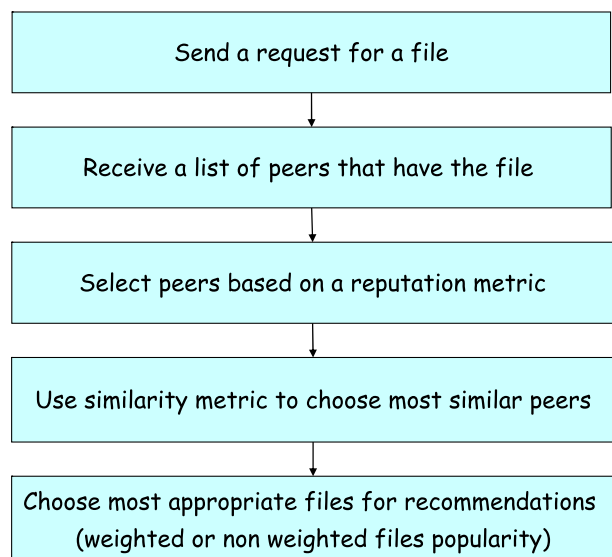 Send a request for a file
Receive a list of peers that have the file
Select peers based on a reputation metric
Use similarity metric to choose most similar peers
Choose most appropriate files for recommendations
(weighted or non weighted files popularity)